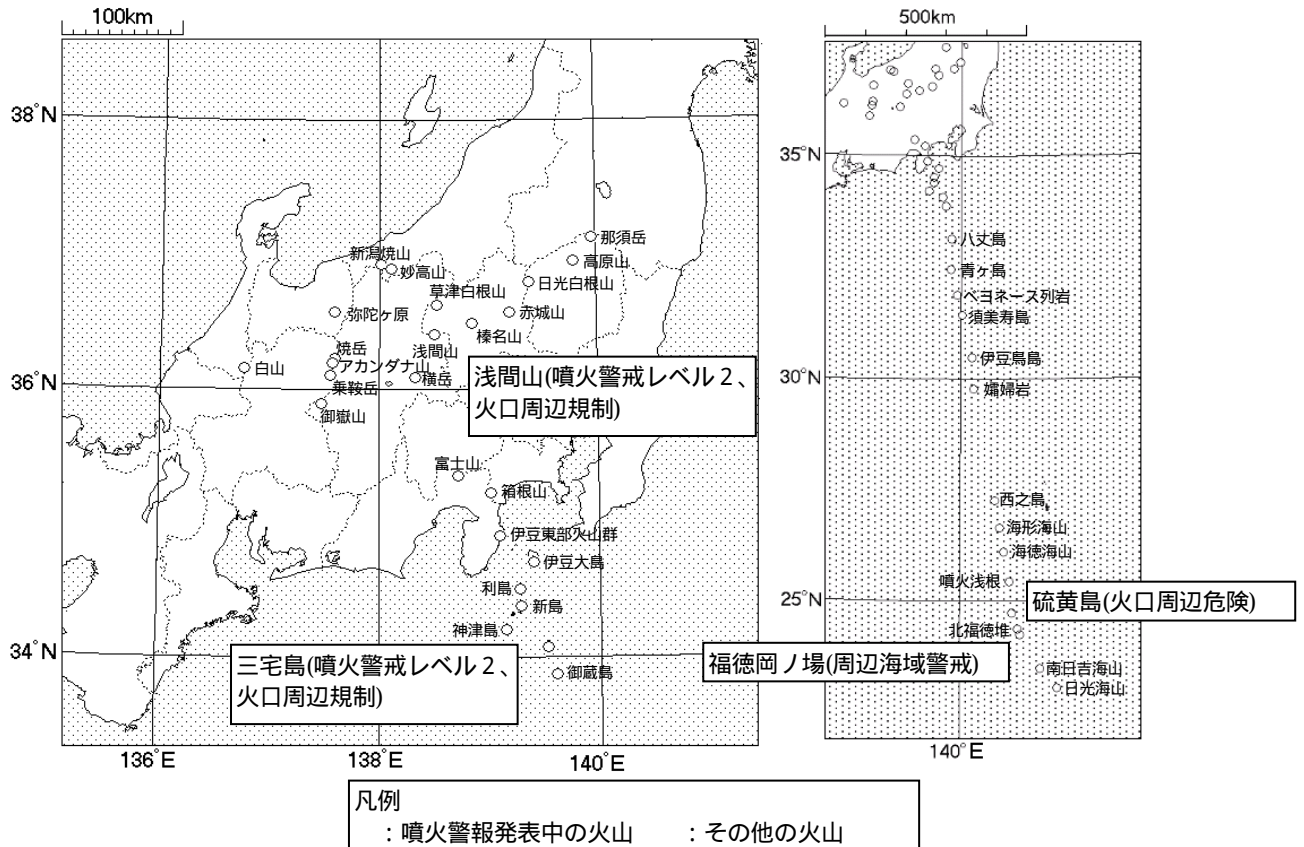 100km
38°N
36°N
34°N
136°E
138°E
140°E
新潟焼山
妙高山
那須岳
高原山
日光白根山
草津白根山
赤城山
弥陀ヶ原
榛名山
浅間山
焼岳
アカンダナ山
白山
乗鞍岳
横岳
御嶽山
浅間山(噴火警戒レベル2、
火口周辺規制)
富士山
箱根山
伊豆東部火山群
伊豆大島
利島
新島
神津島
御蔵島
三宅島(噴火警戒レベル2、
火口周辺規制)
500km
35°N
30°N
25°N
140°E
八丈島
青ヶ島
ベヨネース列岩
須美寿島
伊豆鳥島
孀婦岩
西之島
海形海山
海徳海山
噴火浅根
硫黄島(火口周辺危険)
北福徳堆
福徳岡ノ場(周辺海域警戒)
南日吉海山
日光海山
凡例
:噴火警報発表中の火山 :その他の火山